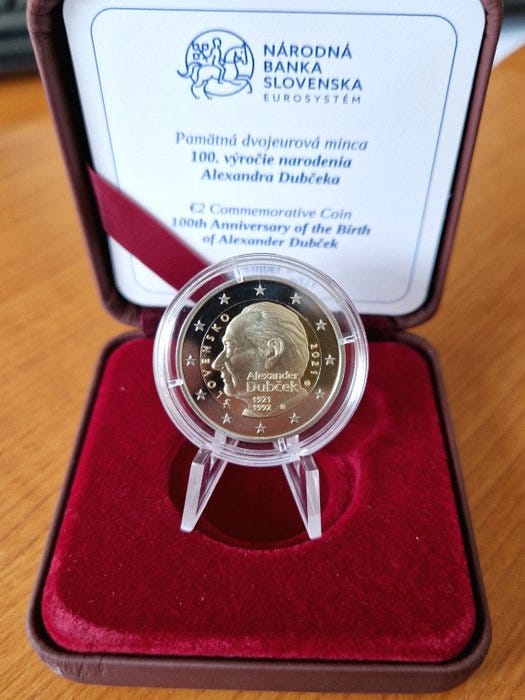 NÁRODNÁ
BANKA
SLOVENSKA
EUROSYSTÉM
Pamätná dvojeurová minca
100. výročie narodenia
Alexandra Dubčeka
€2 Commemorative Coin
100th Anniversary of the Birth
of Alexander Dubček
SLOVENSKO
2021
Alexander
Dubček
1921
1992